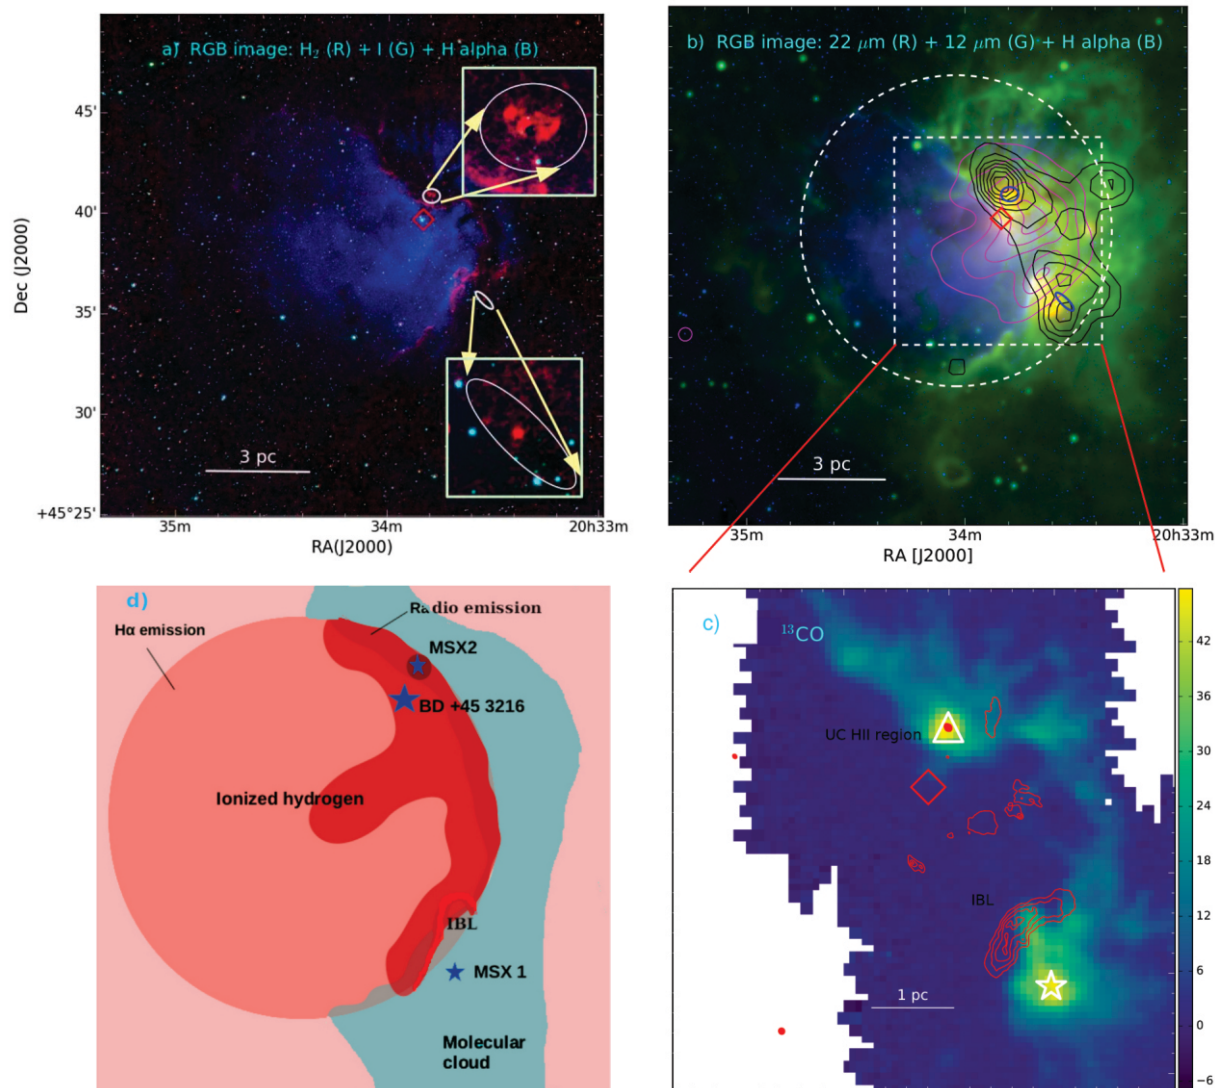 a) RGB image: H₂ (R) + I (G) + H alpha (B)
45'
40'
35'
30'
+45°25'
Dec (J2000)
3 pc
35m
34m
20h33m
RA(J2000)
b) RGB image: 22 μm (R) + 12 μm (G) + H alpha (B)
3 pc
35m
34m
20h33m
RA [J2000]
d)
Radio emission
Hα emission
MSX2
BD +45 3216
Ionized hydrogen
IBL
MSX 1
Molecular
cloud
c)
¹³CO
UC HII region
IBL
1 pc
42
36
30
24
18
12
6
0
−6